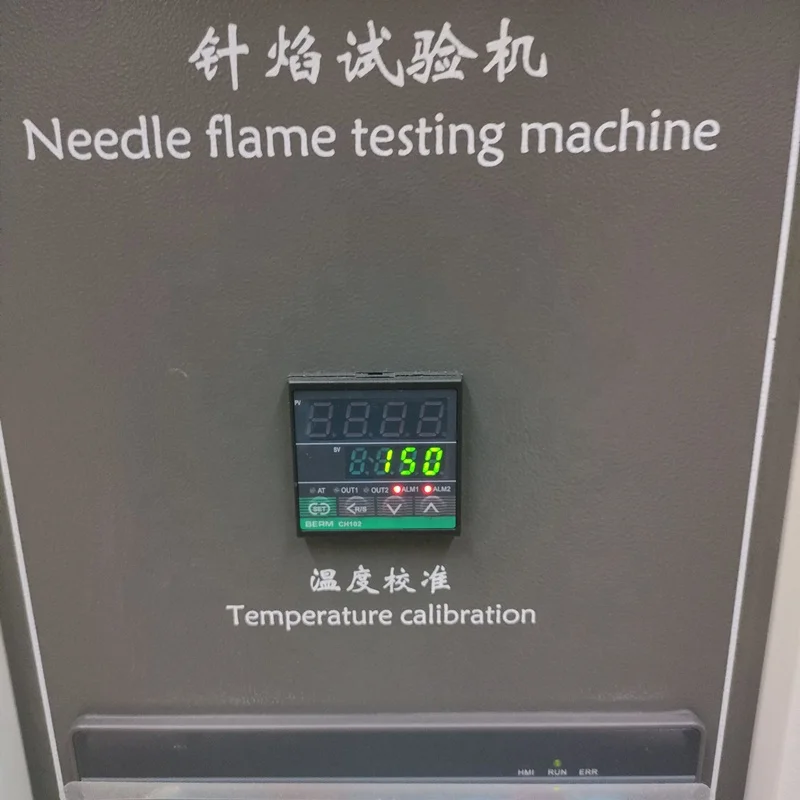 针焰试验机
Needle flame testing machine
PV
SV
150
AT OUT1 OUT2 ALM1 ALM2
SET <R/S
BERM CH102
温度校准
Temperature calibration
HMI RUN ERR